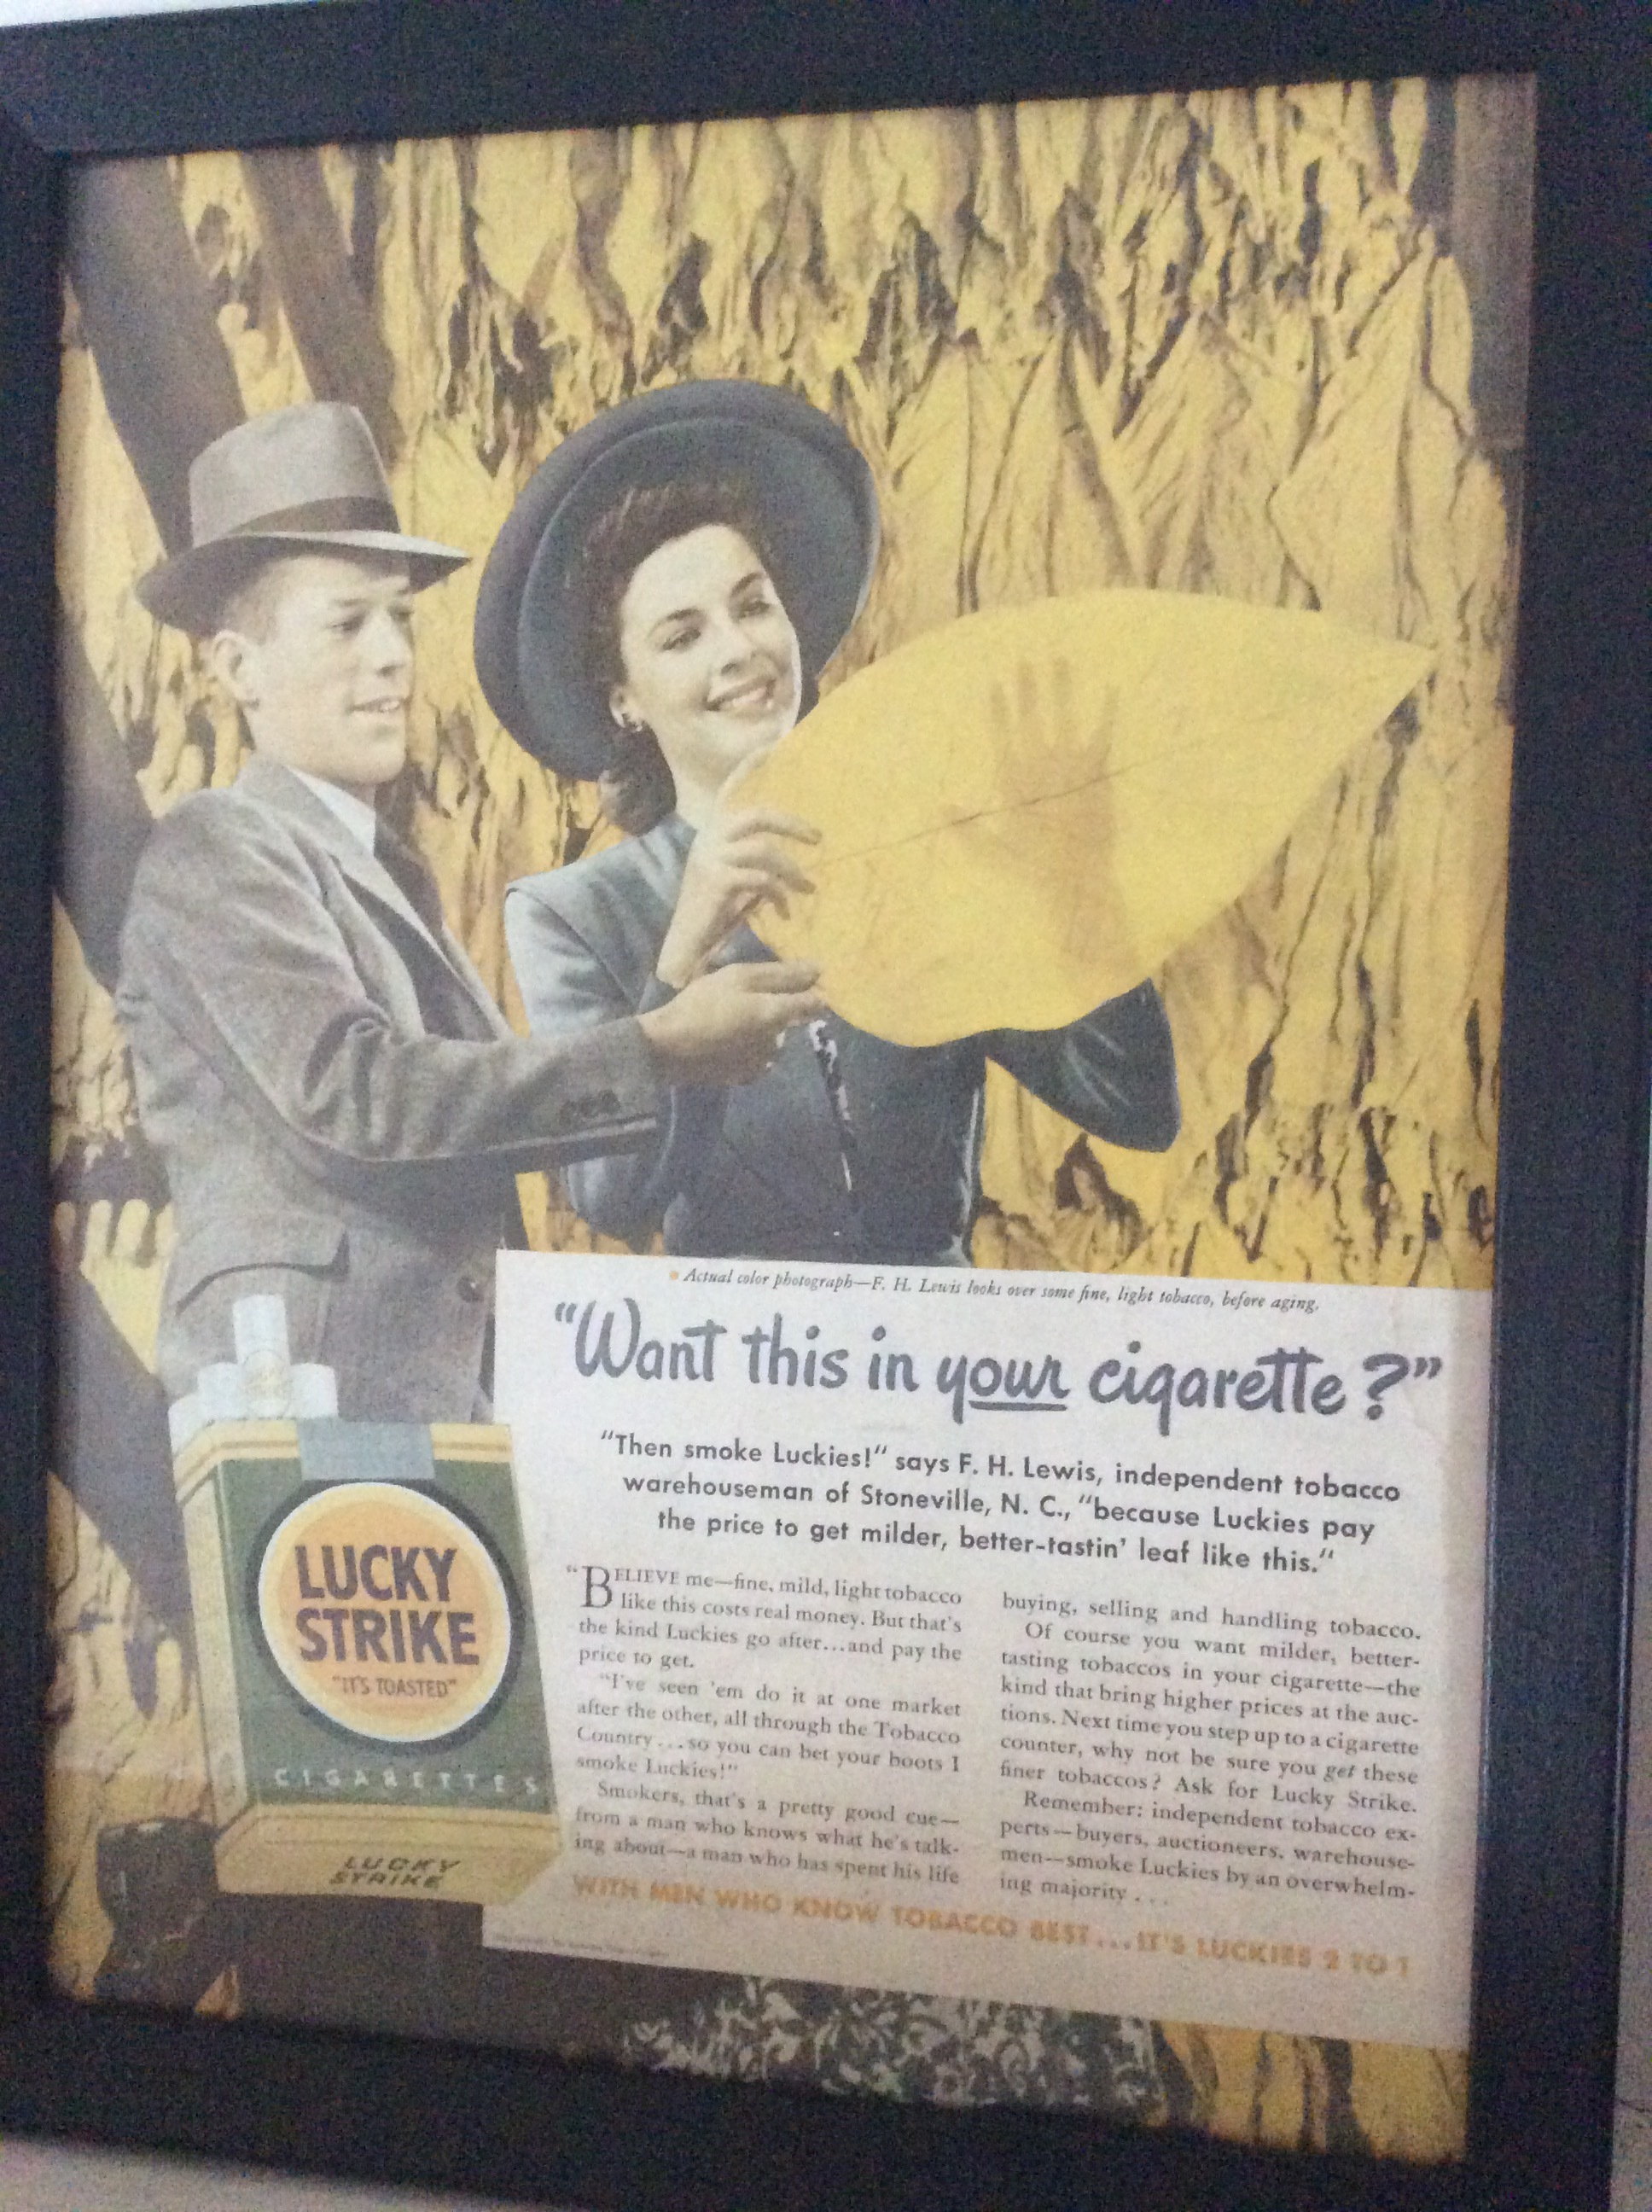 Actual color photograph—F. H. Lewis looks over some fine, light tobacco, before aging.
"Want this in your cigarette?"
"Then smoke Luckies!" says F. H. Lewis, independent tobacco
warehouseman of Stoneville, N. C., "because Luckies pay
the price to get milder, better-tastin' leaf like this."
"BELIEVE me—fine, mild, light tobacco
like this costs real money. But that's
the kind Luckies go after...and pay the
price to get.
"I've seen 'em do it at one market
after the other, all through the Tobacco
Country...so you can bet your boots I
smoke Luckies!"
Smokers, that's a pretty good cue—
from a man who knows what he's talk-
ing about—a man who has spent his life
buying, selling and handling tobacco.
Of course you want milder, better-
tasting tobaccos in your cigarette—the
kind that bring higher prices at the auc-
tions. Next time you step up to a cigarette
counter, why not be sure you get these
finer tobaccos? Ask for Lucky Strike.
Remember: independent tobacco ex-
perts—buyers, auctioneers, warehouse-
men—smoke Luckies by an overwhelm-
ing majority...
WITH MEN WHO KNOW TOBACCO BEST...IT'S LUCKIES 2 TO 1
LUCKY
STRIKE
"IT'S TOASTED"
CIGARETTES
LUCKY
STRIKE